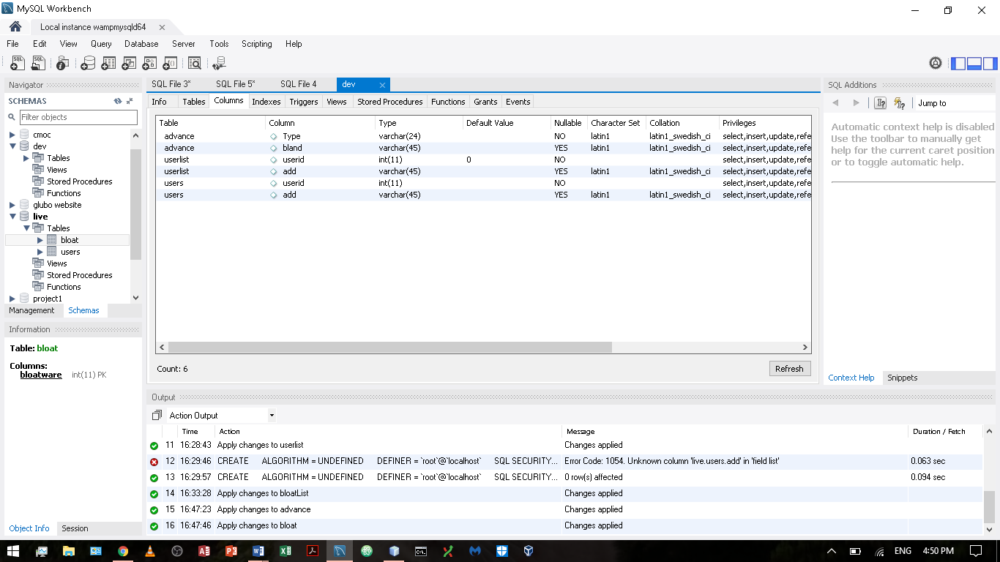 MySQL Workbench
Local instance wampmysqld64
File Edit View Query Database Server Tools Scripting Help
Navigator
SCHEMAS
Filter objects
cmoc
dev
Tables
Views
Stored Procedures
Functions
glubo website
live
Tables
bloat
users
Views
Stored Procedures
Functions
project1
Management Schemas
Information
Table: bloat
Columns:
bloatware int(11) PK
Object Info Session
SQL File 3* SQL File 5* SQL File 4 dev
Info Tables Columns Indexes Triggers Views Stored Procedures Functions Grants Events
Table Column Type Default Value Nullable Character Set Collation Privileges
advance Type varchar(24) NO latin1 latin1_swedish_ci select,insert,update,refe
advance bland varchar(45) YES latin1 latin1_swedish_ci select,insert,update,refe
userlist userid int(11) 0 NO select,insert,update,refe
userlist add varchar(45) YES latin1 latin1_swedish_ci select,insert,update,refe
users userid int(11) NO select,insert,update,refe
users add varchar(45) YES latin1 latin1_swedish_ci select,insert,update,refe
Count: 6
Refresh
SQL Additions
Jump to
Automatic context help is disabled
Use the toolbar to manually get
help for the current caret position
or to toggle automatic help.
Context Help Snippets
Output
Action Output
Time Action Message Duration / Fetch
11 16:28:43 Apply changes to userlist Changes applied
12 16:29:46 CREATE ALGORITHM = UNDEFINED DEFINER = `root`@`localhost` SQL SECURITY... Error Code: 1054. Unknown column 'live.users.add' in 'field list' 0.063 sec
13 16:29:57 CREATE ALGORITHM = UNDEFINED DEFINER = `root`@`localhost` SQL SECURITY... 0 row(s) affected 0.094 sec
14 16:33:28 Apply changes to bloatList Changes applied
15 16:47:23 Apply changes to advance Changes applied
16 16:47:46 Apply changes to bloat Changes applied
ENG 4:50 PM